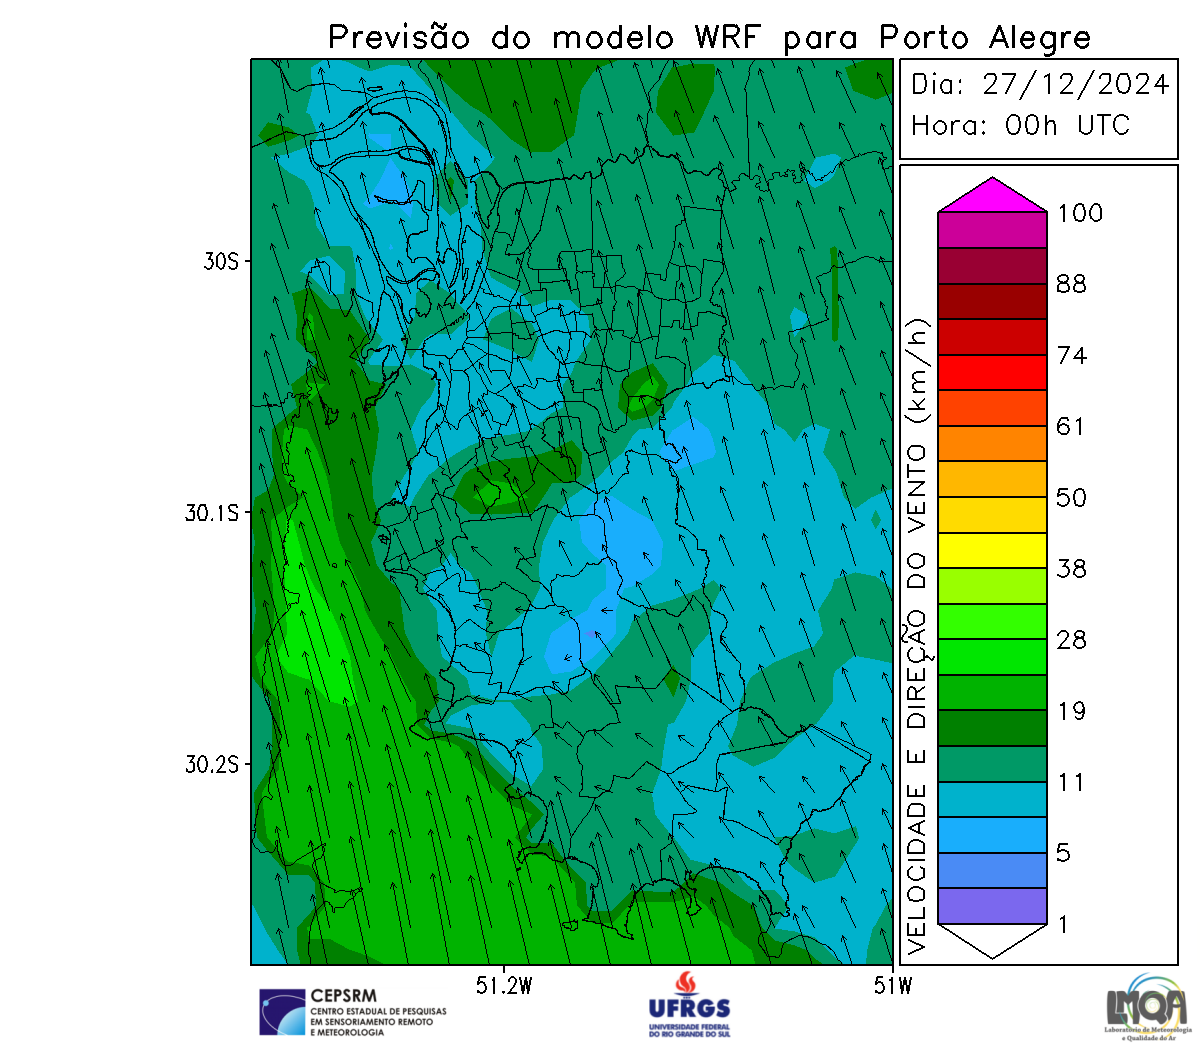 Previsão do modelo WRF para Porto Alegre
Dia: 27/12/2024
Hora: 00h UTC
30S
30.1S
30.2S
51.2W
51W
VELOCIDADE E DIREÇÃO DO VENTO (km/h)
100
88
74
61
50
38
28
19
11
5
1
CEPSRM
CENTRO ESTADUAL DE PESQUISAS
EM SENSORIAMENTO REMOTO
E METEOROLOGIA
UFRGS
UNIVERSIDADE FEDERAL
DO RIO GRANDE DO SUL
LMQA
Laboratório de Meteorologia
e Qualidade do Ar